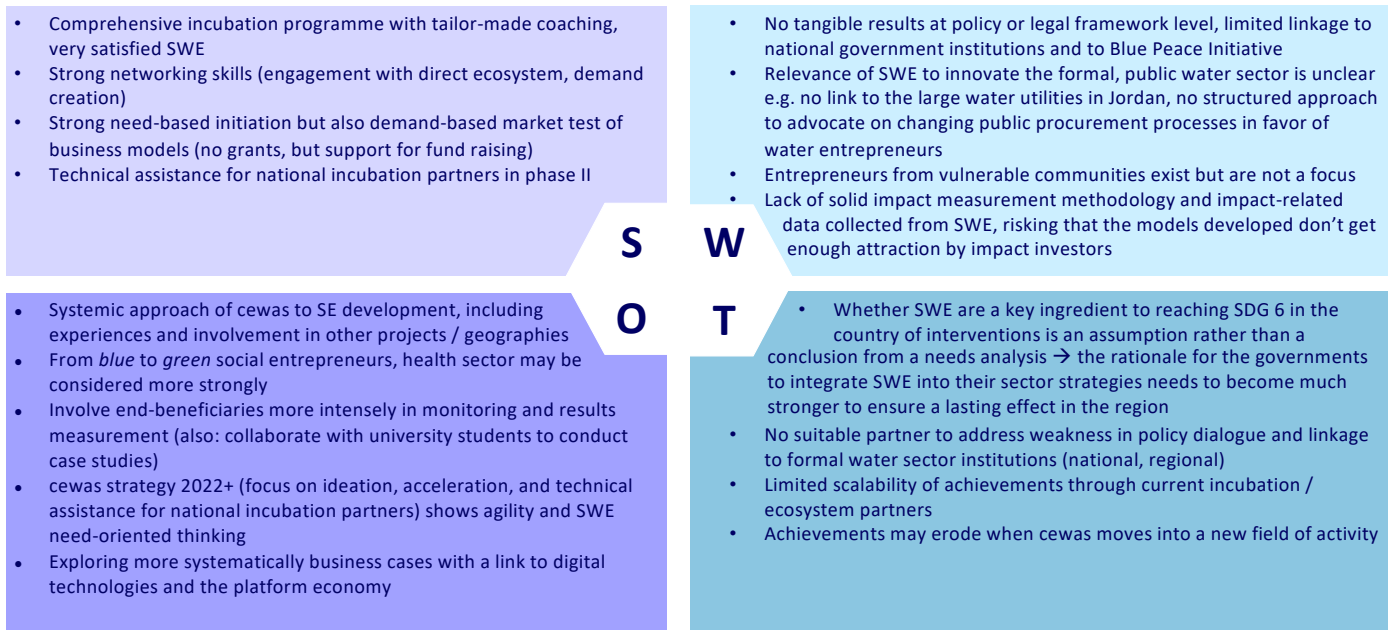 • Comprehensive incubation programme with tailor-made coaching,
very satisfied SWE
• Strong networking skills (engagement with direct ecosystem, demand
creation)
• Strong need-based initiation but also demand-based market test of
business models (no grants, but support for fund raising)
• Technical assistance for national incubation partners in phase II
S
• No tangible results at policy or legal framework level, limited linkage to
national government institutions and to Blue Peace Initiative
• Relevance of SWE to innovate the formal, public water sector is unclear
e.g. no link to the large water utilities in Jordan, no structured approach
to advocate on changing public procurement processes in favor of
water entrepreneurs
• Entrepreneurs from vulnerable communities exist but are not a focus
• Lack of solid impact measurement methodology and impact-related
data collected from SWE, risking that the models developed don’t get
enough attraction by impact investors
W
• Systemic approach of cewas to SE development, including
experiences and involvement in other projects / geographies
• From blue to green social entrepreneurs, health sector may be
considered more strongly
• Involve end-beneficiaries more intensely in monitoring and results
measurement (also: collaborate with university students to conduct
case studies)
• cewas strategy 2022+ (focus on ideation, acceleration, and technical
assistance for national incubation partners) shows agility and SWE
need-oriented thinking
• Exploring more systematically business cases with a link to digital
technologies and the platform economy
O
• Whether SWE are a key ingredient to reaching SDG 6 in the
country of interventions is an assumption rather than a
conclusion from a needs analysis → the rationale for the governments
to integrate SWE into their sector strategies needs to become much
stronger to ensure a lasting effect in the region
• No suitable partner to address weakness in policy dialogue and linkage
to formal water sector institutions (national, regional)
• Limited scalability of achievements through current incubation /
ecosystem partners
• Achievements may erode when cewas moves into a new field of activity
T